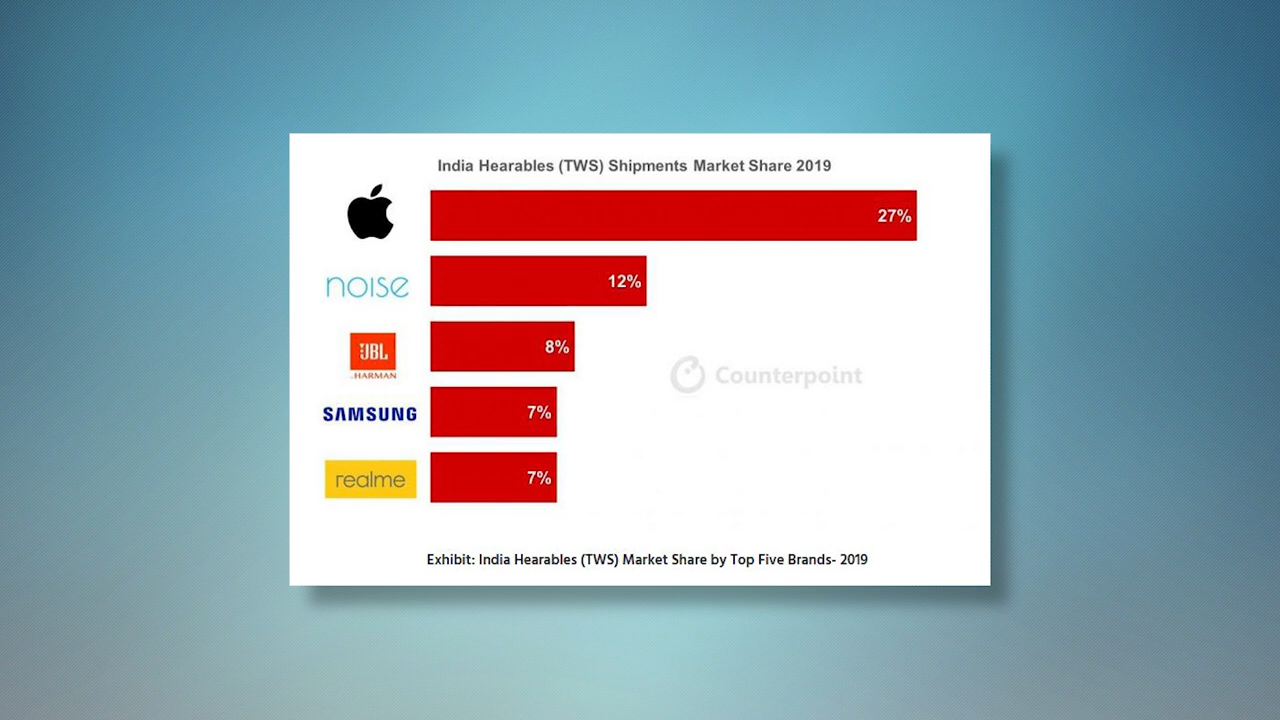 India Hearables (TWS) Shipments Market Share 2019
27%
noise
12%
JBL
HARMAN
8%
SAMSUNG
7%
realme
7%
Counterpoint
Exhibit: India Hearables (TWS) Market Share by Top Five Brands- 2019